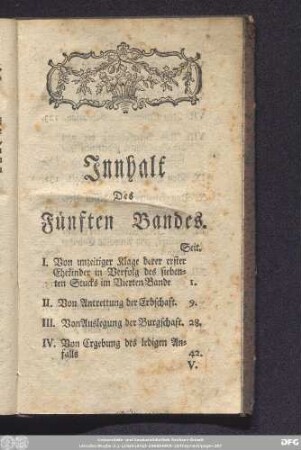 Innhalt
Des
Fünften Bandes.
Seit.
I. Von unzeitiger Klage derer erster
Ehekinder in Verfolg des sieben-
ten Stucks im Vierten Bande 1.
II. Von Antrettung der Erbschaft. 9.
III. Von Auslegung der Burgschaft. 28.
IV. Von Ergebung des ledigen An-
falls 42.
V.